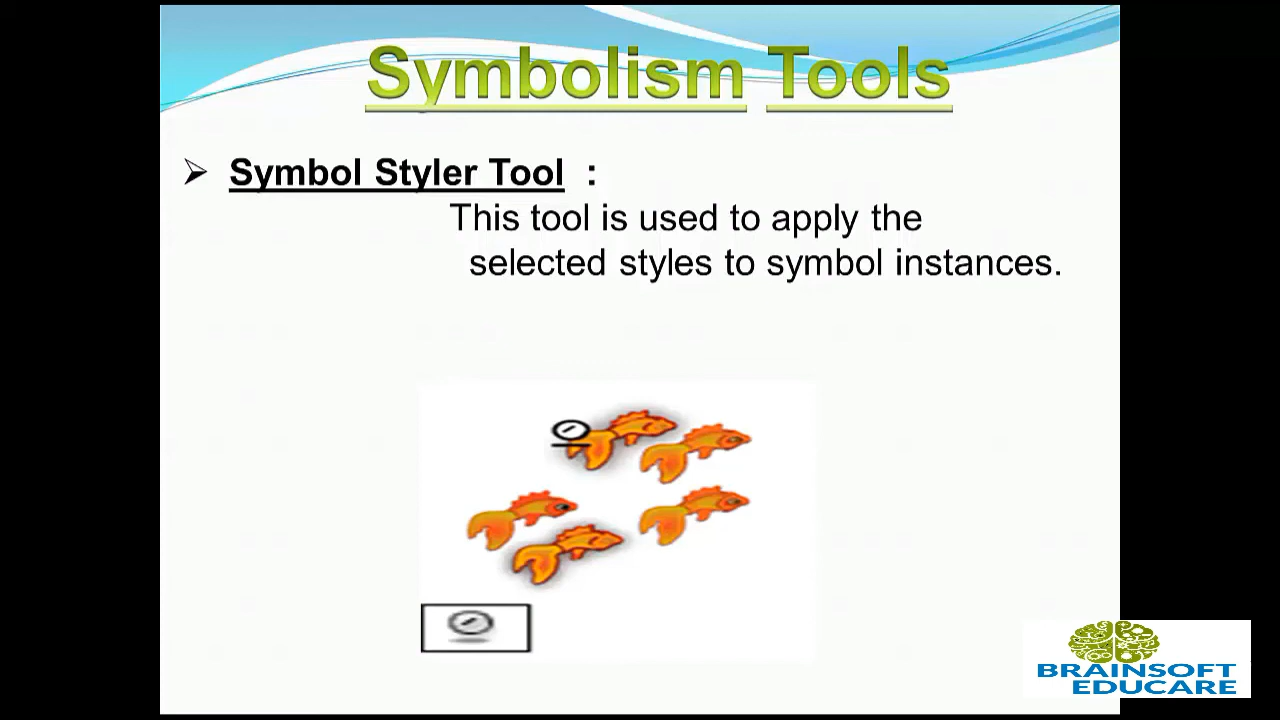 Symbolism Tools
Symbol Styler Tool :
This tool is used to apply the
selected styles to symbol instances.
BRAINSOFT
EDUCARE